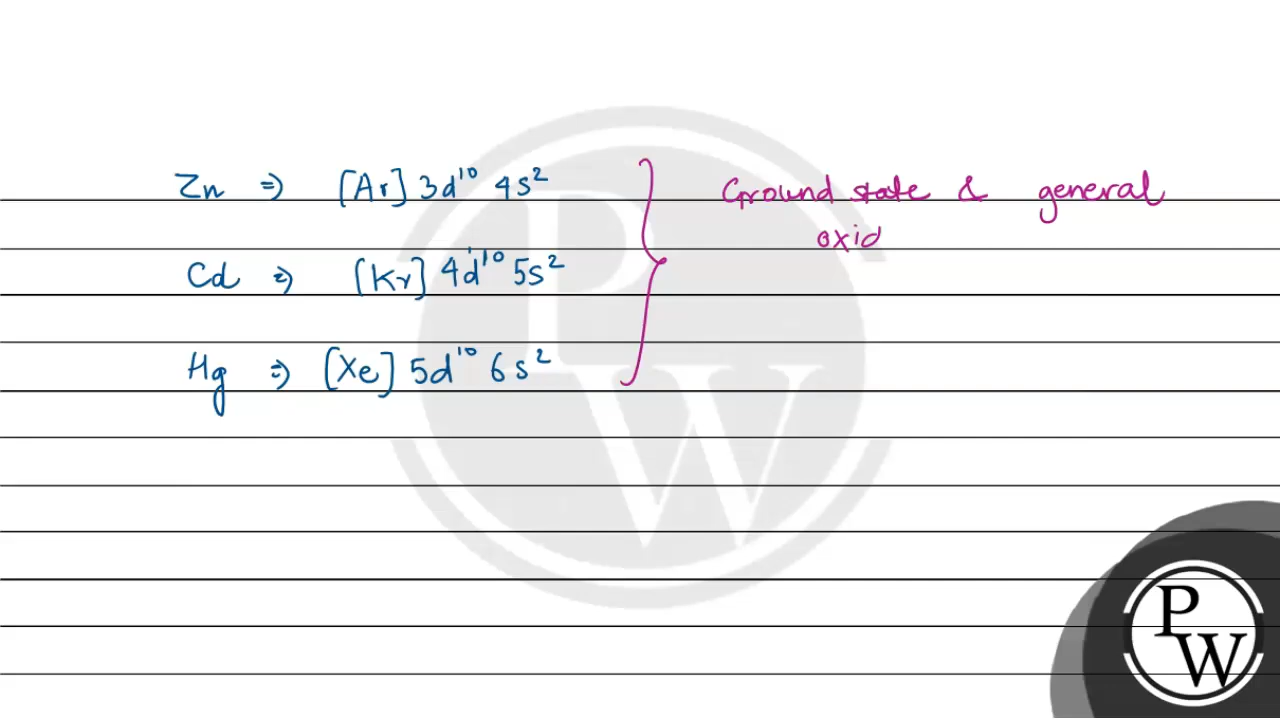 Zn ⇒ [Ar] 3d¹⁰ 4s²
Ground state & general
oxid
Cd ⇒ [Kr] 4d¹⁰ 5s²
Hg ⇒ [Xe] 5d¹⁰ 6s²
P
W
P
W